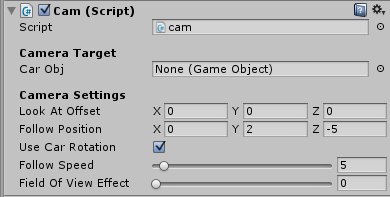 Cam (Script)
Script cam
Camera Target
Car Obj None (Game Object)
Camera Settings
Look At Offset X 0 Y 0 Z 0
Follow Position X 0 Y 2 Z -5
Use Car Rotation
Follow Speed 5
Field Of View Effect 0